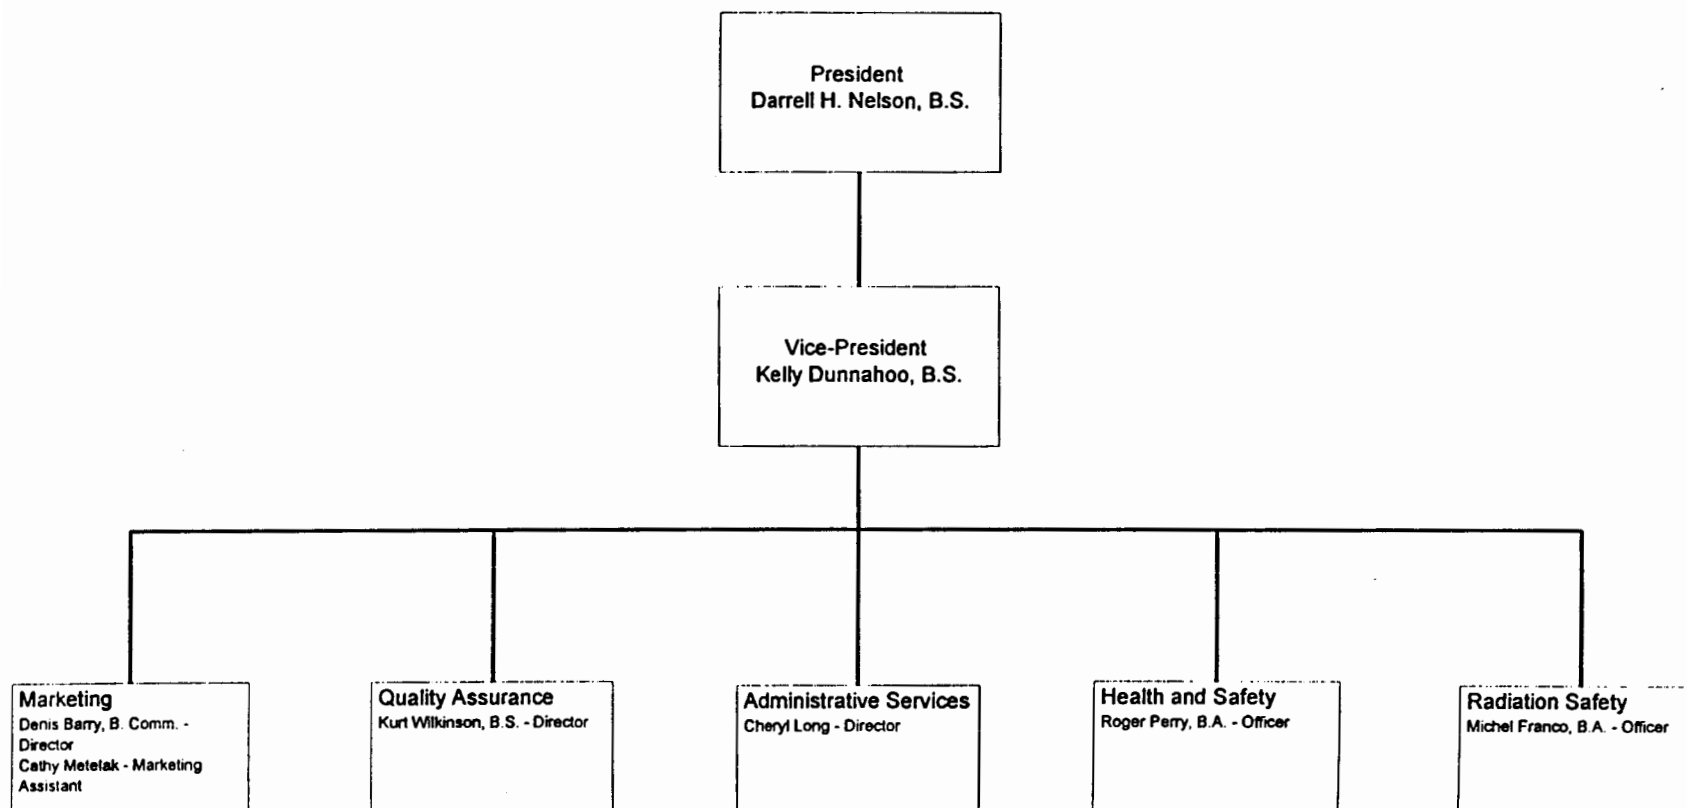 President
Darrell H. Nelson, B.S.
Vice-President
Kelly Dunnahoo, B.S.
Marketing
Denis Barry, B. Comm. -
Director
Cathy Metelak - Marketing
Assistant
Quality Assurance
Kurt Wilkinson, B.S. - Director
Administrative Services
Cheryl Long - Director
Health and Safety
Roger Perry, B.A. - Officer
Radiation Safety
Michel Franco, B.A. - Officer